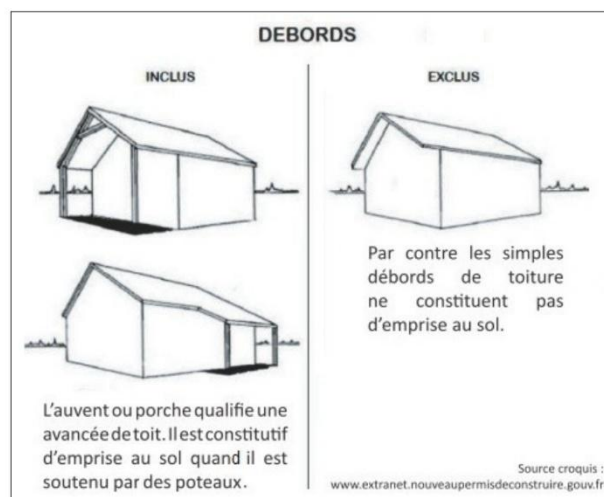 DEBORDS
INCLUS
L'auvent ou porche qualifie une
avancée de toit. Il est constitutif
d'emprise au sol quand il est
soutenu par des poteaux.
EXCLUS
Par contre les simples
débords de toiture
ne constituent pas
d'emprise au sol.
Source croquis :
www.extranet.nouveaupermisdeconstruire.gouv.fr